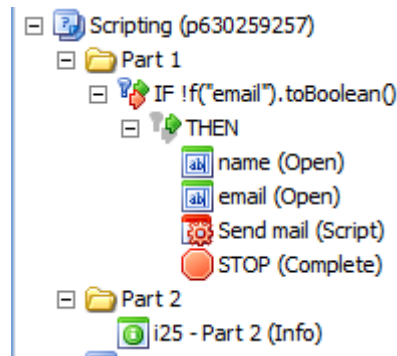 Scripting (p630259257)
Part 1
IF !f("email").toBoolean()
THEN
name (Open)
email (Open)
Send mail (Script)
STOP (Complete)
Part 2
i25 - Part 2 (Info)